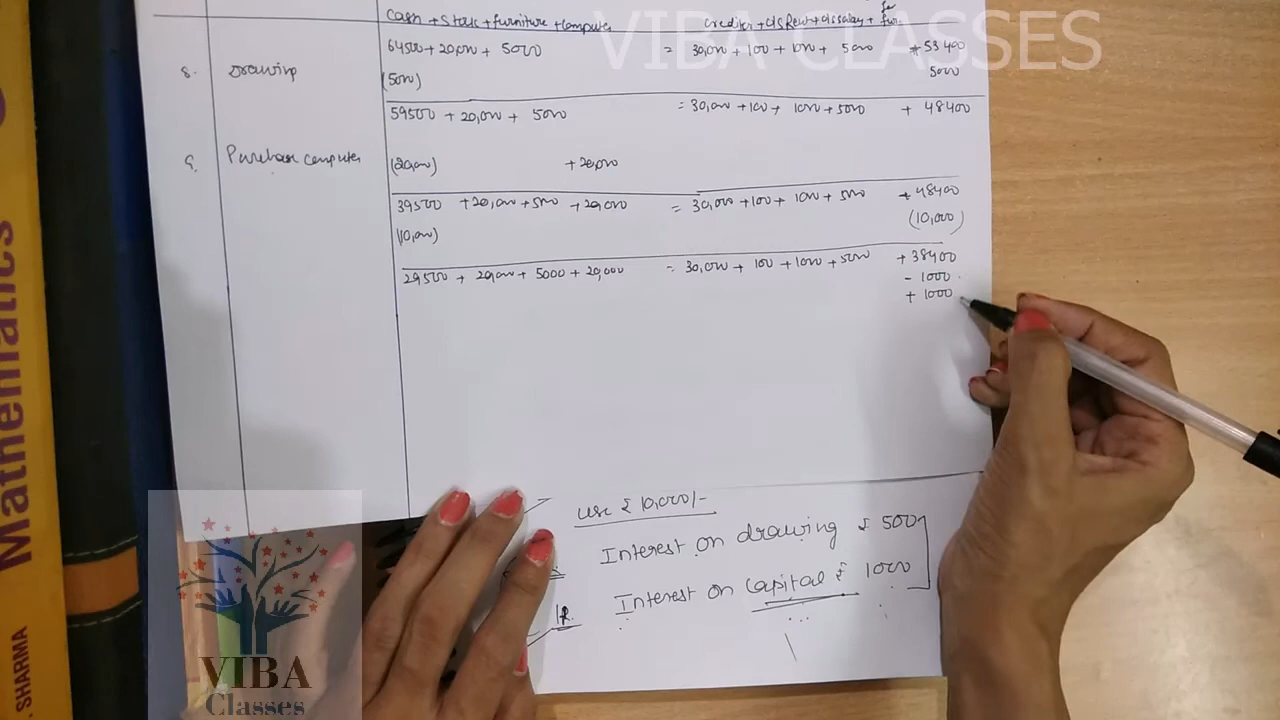 VIBA CLASSES
Cash + Stock + furniture + computer
creditor + o/s Rent + o/s salary +
64500 + 20,000 + 5000 = 30,000 + 100 + 1000 + 5000 + 53400
8. Drawing (5000) 5000
59500 + 20,000 + 5000 = 30,000 + 100 + 1000 + 5000 + 48400
9. Purchase computer (20,000) + 20,000
39500 + 20,000 + 5000 + 20,000 = 30,000 + 100 + 1000 + 5000 + 48400
(10,000) (10,000)
29500 + 20,000 + 5000 + 20,000 = 30,000 + 100 + 1000 + 5000 + 38400
- 1000
+ 1000
use ₹ 10,000/-
Interest on drawing ₹ 500
Interest on capital ₹ 1000
Mathematics
. SHARMA
VIBA
Classes